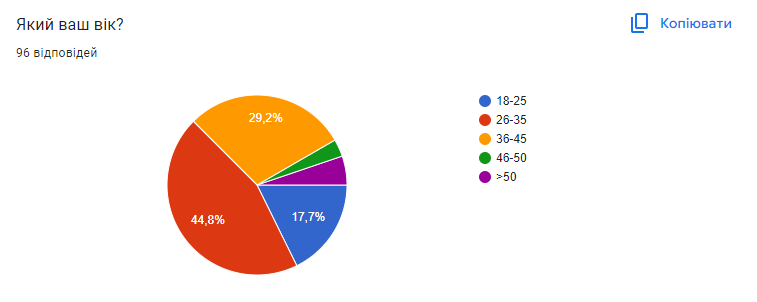 Який ваш вік?
Копіювати
96 відповідей
18-25
26-35
36-45
46-50
>50
29,2%
44,8%
17,7%